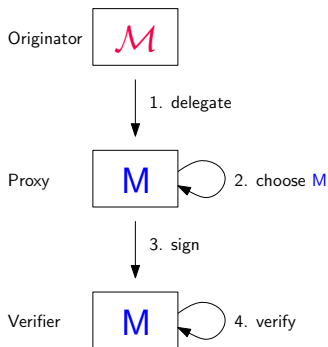 Originator
ℳ
1. delegate
Proxy
M
2. choose M
3. sign
Verifier
M
4. verify